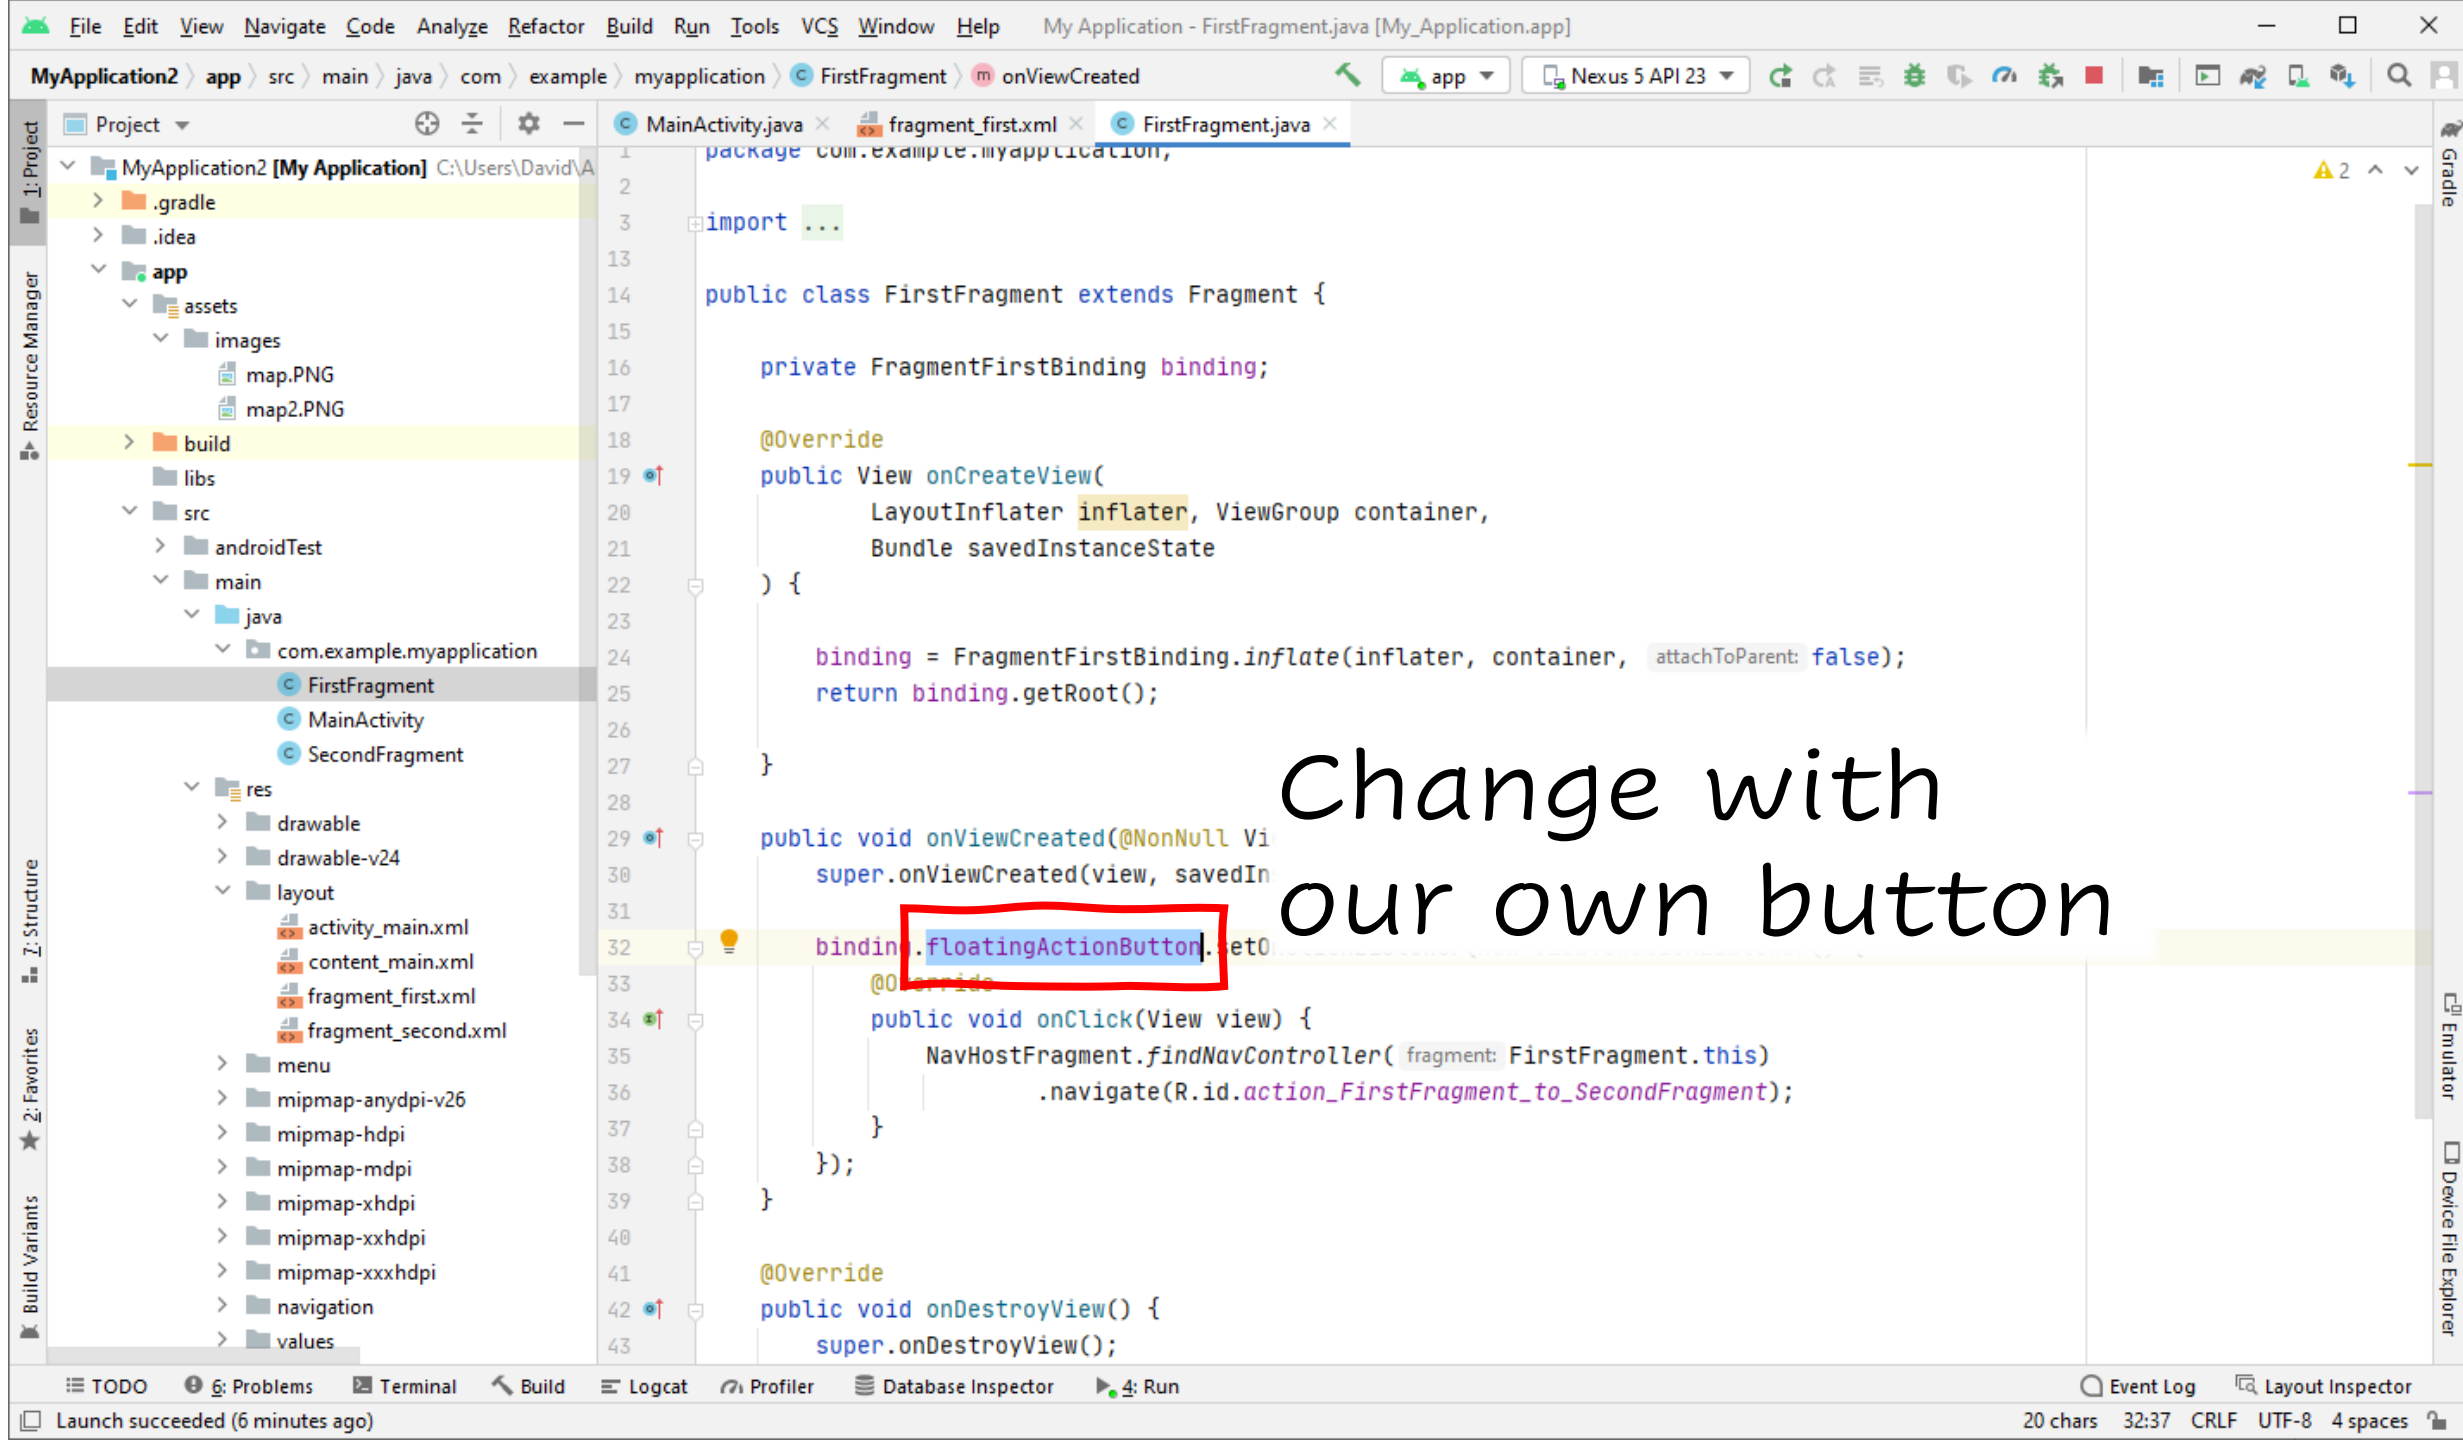 File Edit View Navigate Code Analyze Refactor Build Run Tools VCS Window Help My Application - FirstFragment.java [My_Application.app]
MyApplication2 app src main java com example myapplication FirstFragment onViewCreated app Nexus 5 API 23
Project
MainActivity.java fragment_first.xml FirstFragment.java
1: Project
Resource Manager
7: Structure
2: Favorites
Build Variants
MyApplication2 [My Application] C:\Users\David\A
.gradle
.idea
app
assets
images
map.PNG
map2.PNG
build
libs
src
androidTest
main
java
com.example.myapplication
FirstFragment
MainActivity
SecondFragment
res
drawable
drawable-v24
layout
activity_main.xml
content_main.xml
fragment_first.xml
fragment_second.xml
menu
mipmap-anydpi-v26
mipmap-hdpi
mipmap-mdpi
mipmap-xhdpi
mipmap-xxhdpi
mipmap-xxxhdpi
navigation
values
1 package com.example.myapplication;
2
3 import ...
13
14 public class FirstFragment extends Fragment {
15
16 private FragmentFirstBinding binding;
17
18 @Override
19 public View onCreateView(
20 LayoutInflater inflater, ViewGroup container,
21 Bundle savedInstanceState
22 ) {
23
24 binding = FragmentFirstBinding.inflate(inflater, container, attachToParent: false);
25 return binding.getRoot();
26
27 }
28
29 public void onViewCreated(@NonNull Vi
30 super.onViewCreated(view, savedIn
31
32 binding.floatingActionButton.setO
33 @Override
34 public void onClick(View view) {
35 NavHostFragment.findNavController( fragment: FirstFragment.this)
36 .navigate(R.id.action_FirstFragment_to_SecondFragment);
37 }
38 });
39 }
40
41 @Override
42 public void onDestroyView() {
43 super.onDestroyView();
Change with
our own button
2
Gradle
Emulator
Device File Explorer
TODO 6: Problems Terminal Build Logcat Profiler Database Inspector 4: Run Event Log Layout Inspector
Launch succeeded (6 minutes ago) 20 chars 32:37 CRLF UTF-8 4 spaces